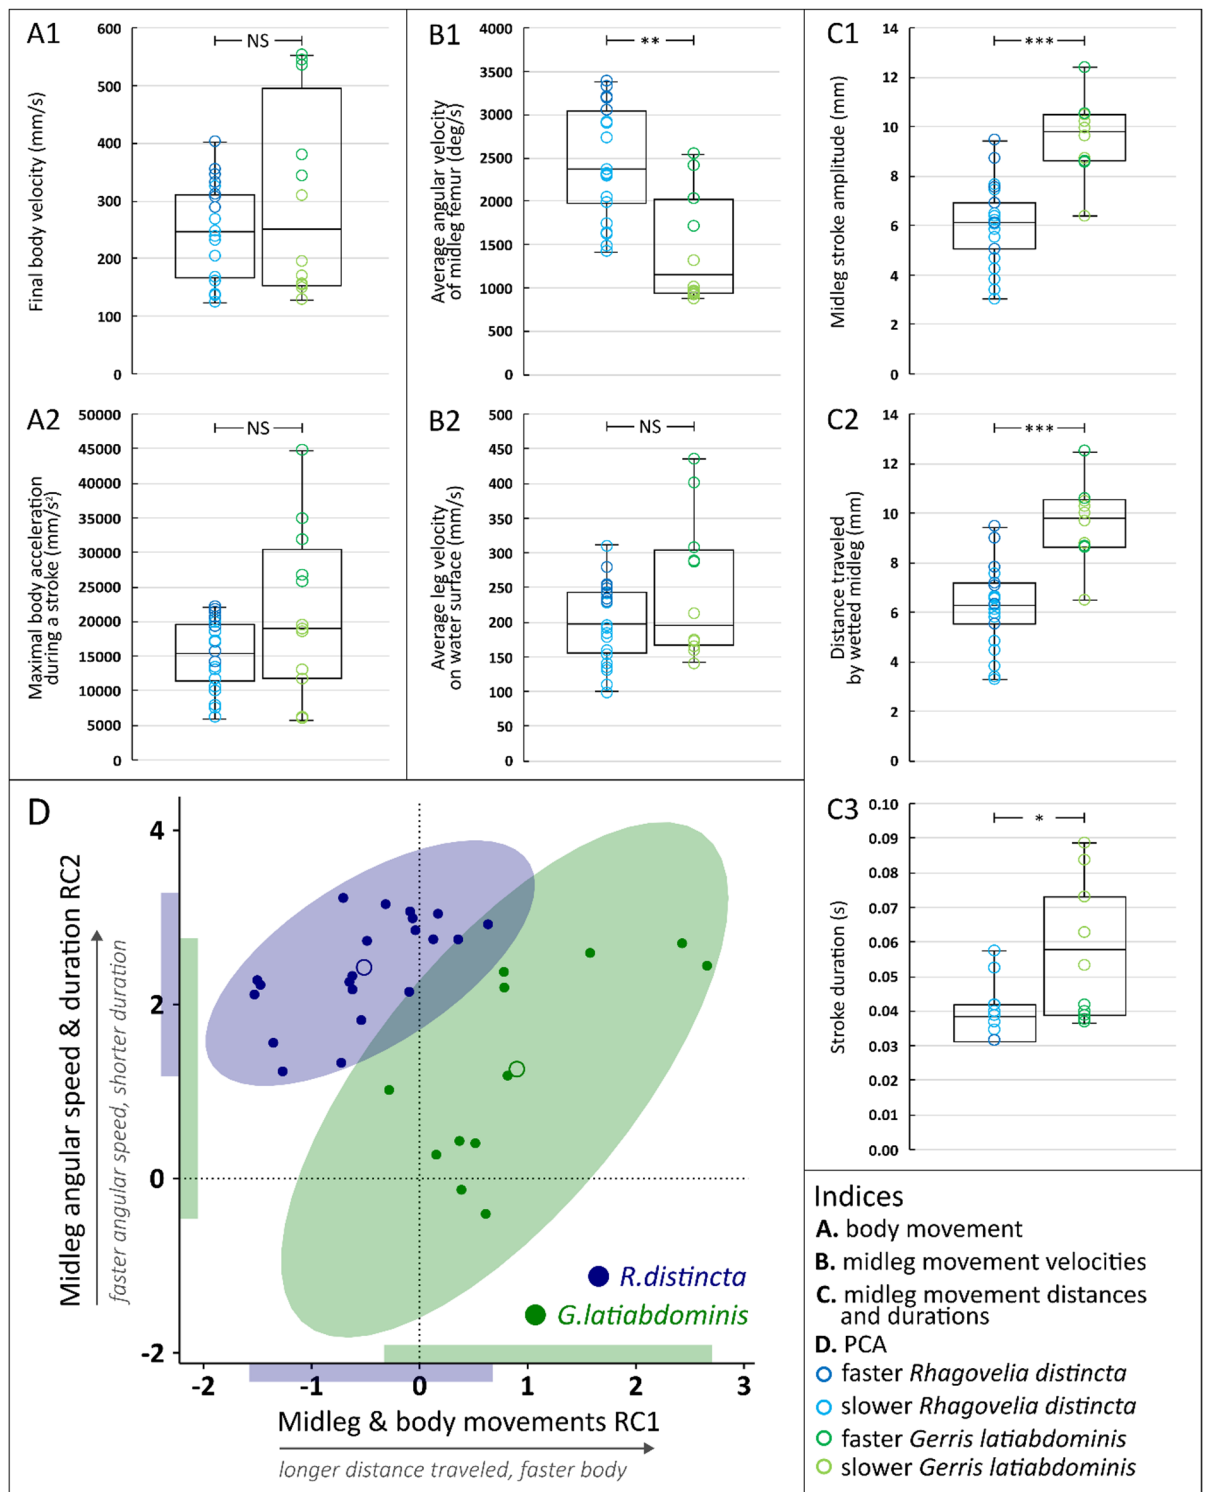 A1
NS
Final body velocity (mm/s)
600
500
400
300
200
100
0
B1
**
Average angular velocity
of midleg femur (deg/s)
4000
3500
3000
2500
2000
1500
1000
500
0
C1
***
Midleg stroke amplitude (mm)
14
12
10
8
6
4
2
0
A2
NS
Maximal body acceleration
during a stroke (mm/s²)
50000
45000
40000
35000
30000
25000
20000
15000
10000
5000
0
B2
NS
Average leg velocity
on water surface (mm/s)
500
450
400
350
300
250
200
150
100
50
0
C2
***
Distance traveled
by wetted midleg (mm)
14
12
10
8
6
4
2
0
D
Midleg angular speed & duration RC2
faster angular speed, shorter duration
4
2
0
-2
-2 -1 0 1 2 3
R.distincta
G.latiabdominis
Midleg & body movements RC1
longer distance traveled, faster body
C3
*
Stroke duration (s)
0.10
0.09
0.08
0.07
0.06
0.05
0.04
0.03
0.02
0.01
0.00
Indices
A. body movement
B. midleg movement velocities
C. midleg movement distances
and durations
D. PCA
faster Rhagovelia distincta
slower Rhagovelia distincta
faster Gerris latiabdominis
slower Gerris latiabdominis